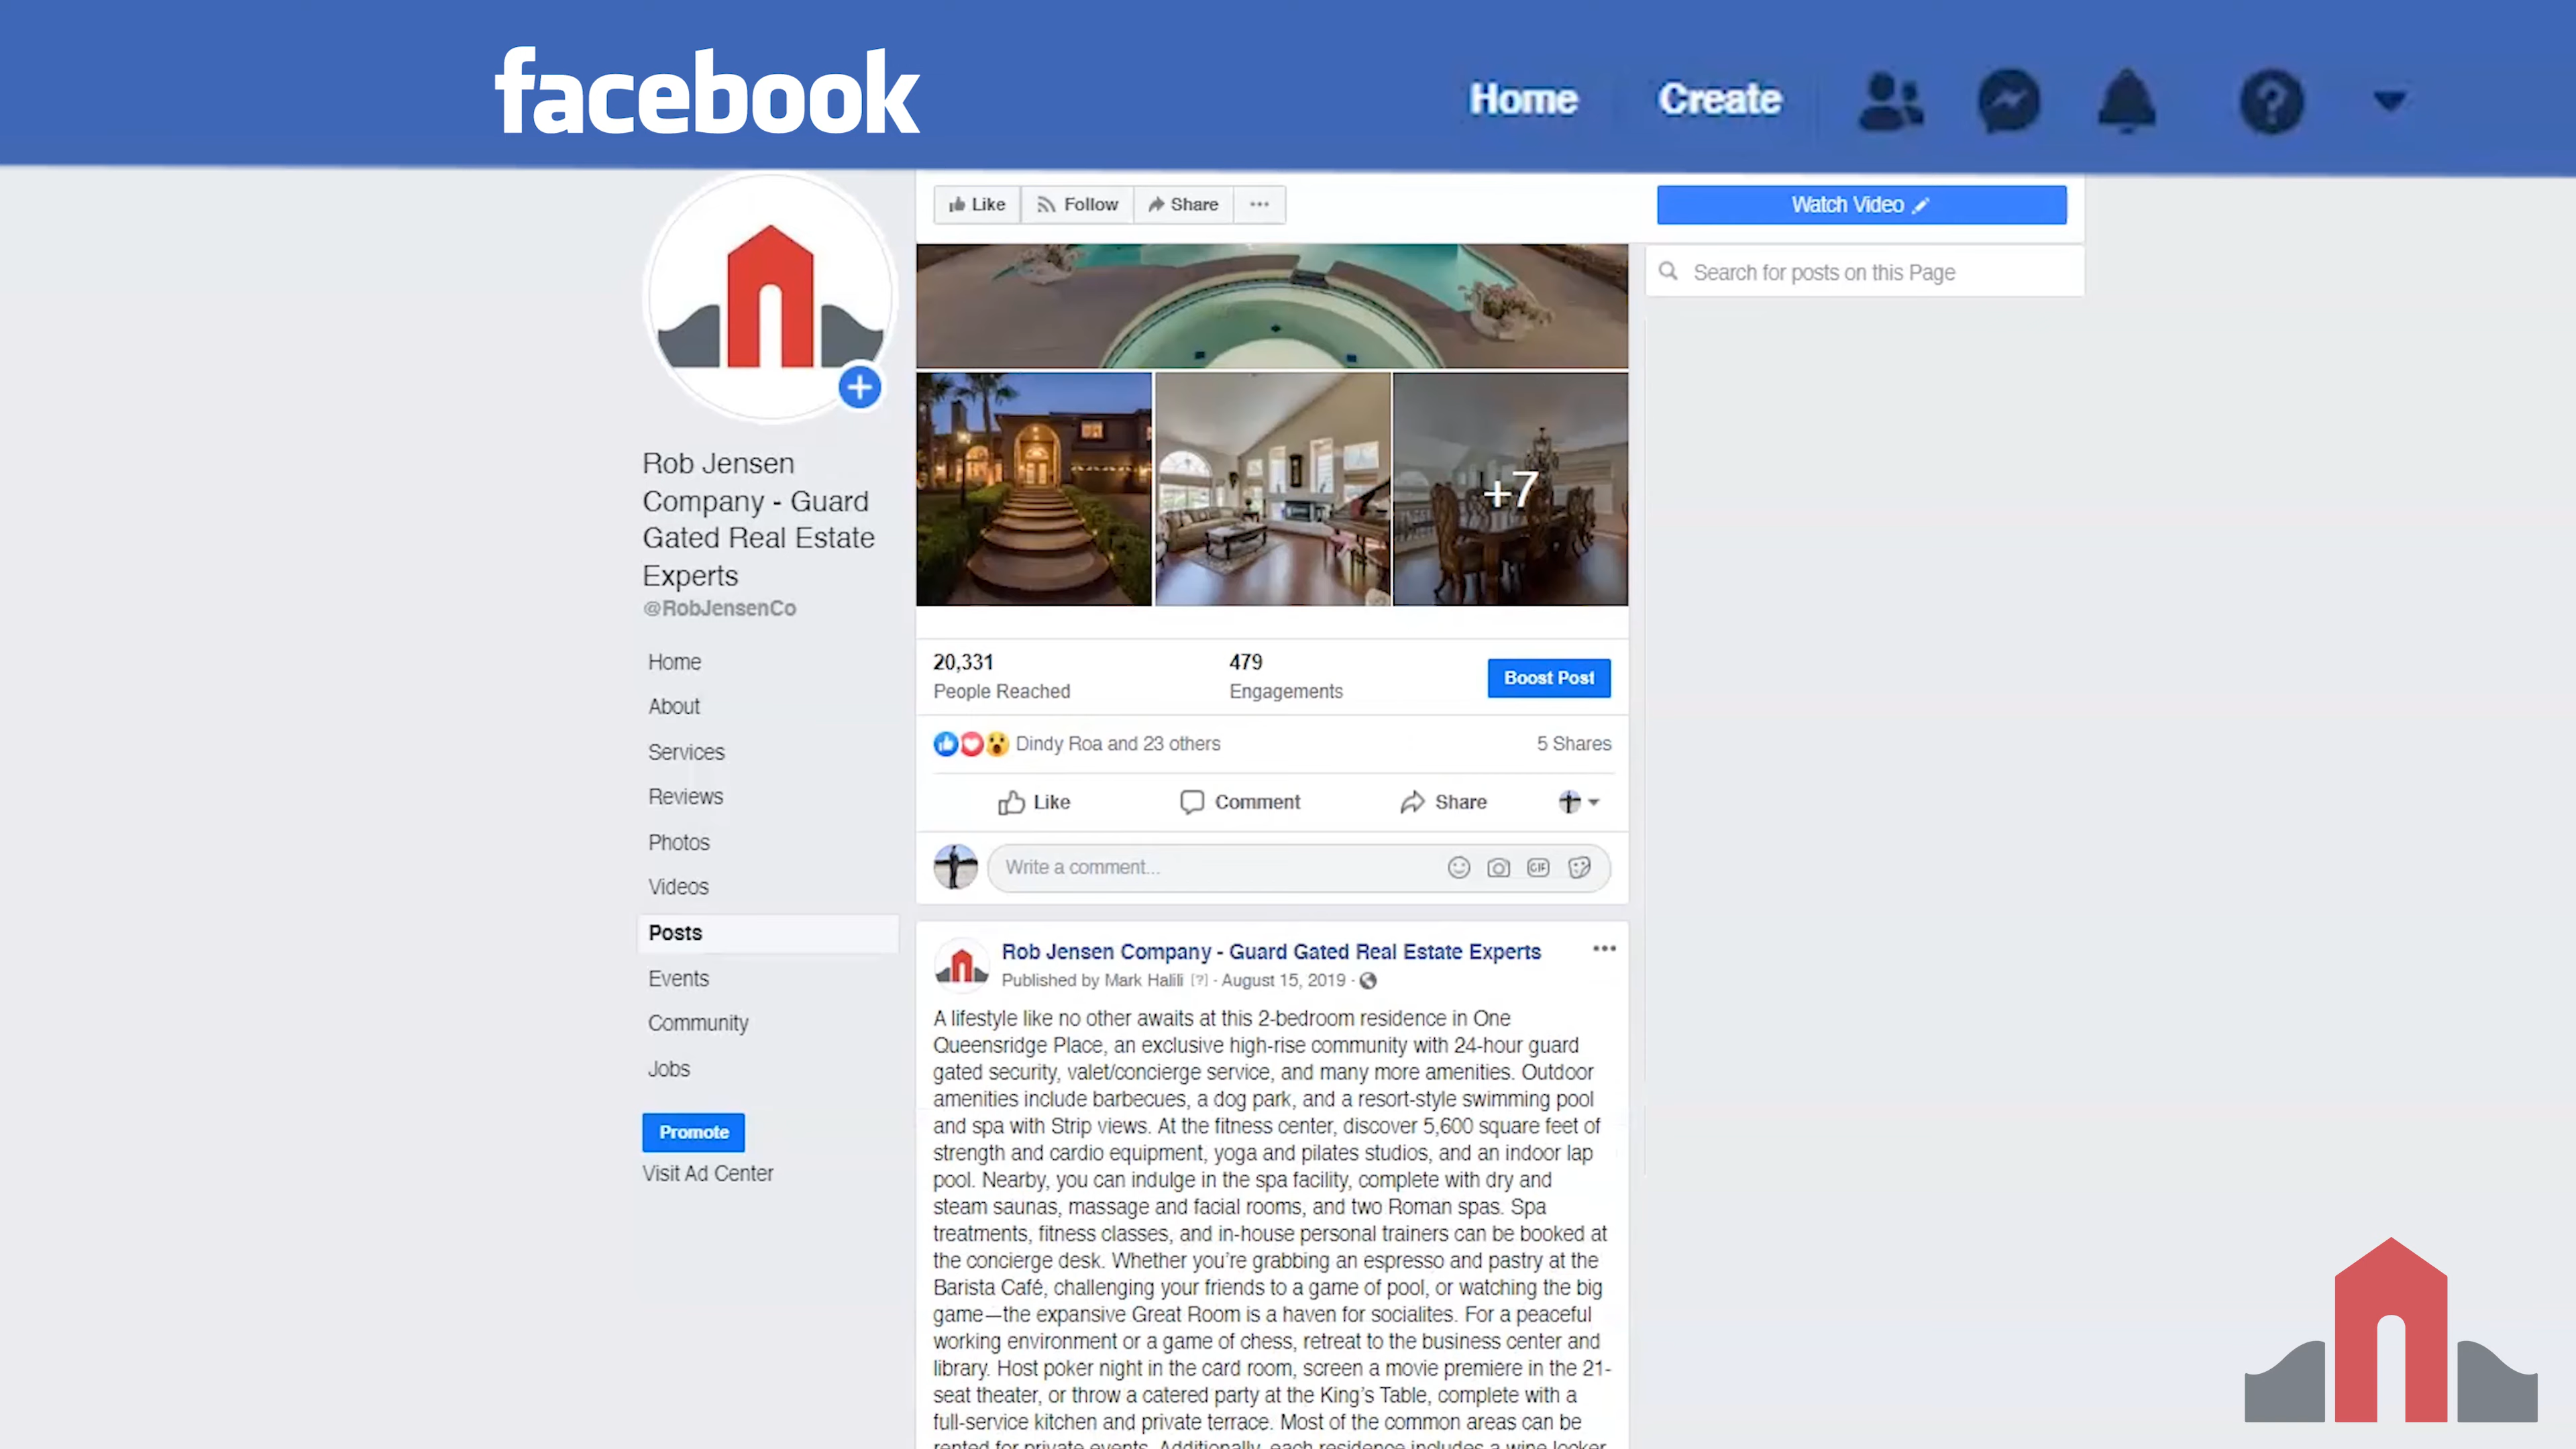 facebook
Home Create
Like Follow Share
Watch Video
Search for posts on this Page
+7
Rob Jensen
Company - Guard
Gated Real Estate
Experts
@RobJensenCo
Home
About
Services
Reviews
Photos
Videos
Posts
Events
Community
Jobs
Promote
Visit Ad Center
20,331 479
People Reached Engagements
Boost Post
Dindy Roa and 23 others 5 Shares
Like Comment Share
Write a comment... GIF
Rob Jensen Company - Guard Gated Real Estate Experts
Published by Mark Halili [?] · August 15, 2019 ·
A lifestyle like no other awaits at this 2-bedroom residence in One
Queensridge Place, an exclusive high-rise community with 24-hour guard
gated security, valet/concierge service, and many more amenities. Outdoor
amenities include barbecues, a dog park, and a resort-style swimming pool
and spa with Strip views. At the fitness center, discover 5,600 square feet of
strength and cardio equipment, yoga and pilates studios, and an indoor lap
pool. Nearby, you can indulge in the spa facility, complete with dry and
steam saunas, massage and facial rooms, and two Roman spas. Spa
treatments, fitness classes, and in-house personal trainers can be booked at
the concierge desk. Whether you’re grabbing an espresso and pastry at the
Barista Café, challenging your friends to a game of pool, or watching the big
game—the expansive Great Room is a haven for socialites. For a peaceful
working environment or a game of chess, retreat to the business center and
library. Host poker night in the card room, screen a movie premiere in the 21-
seat theater, or throw a catered party at the King’s Table, complete with a
full-service kitchen and private terrace. Most of the common areas can be
rented for private events. Additionally, each residence includes a wine locker